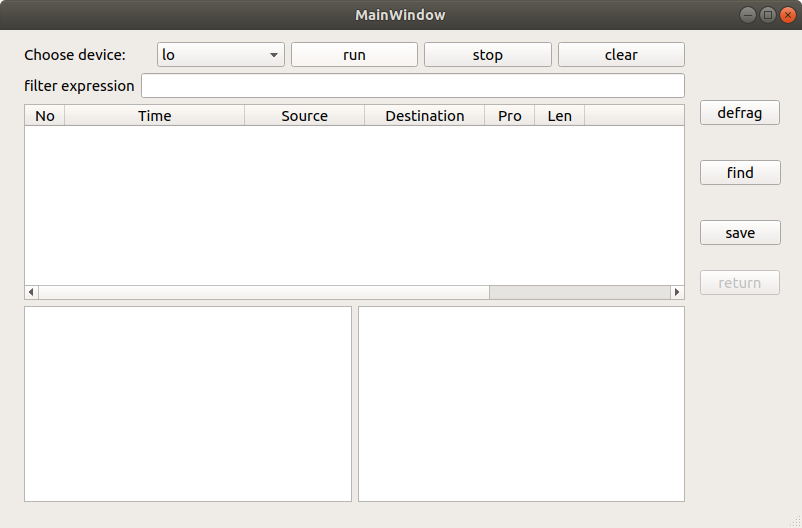 MainWindow
Choose device: lo run stop clear
filter expression
No Time Source Destination Pro Len
defrag
find
save
return